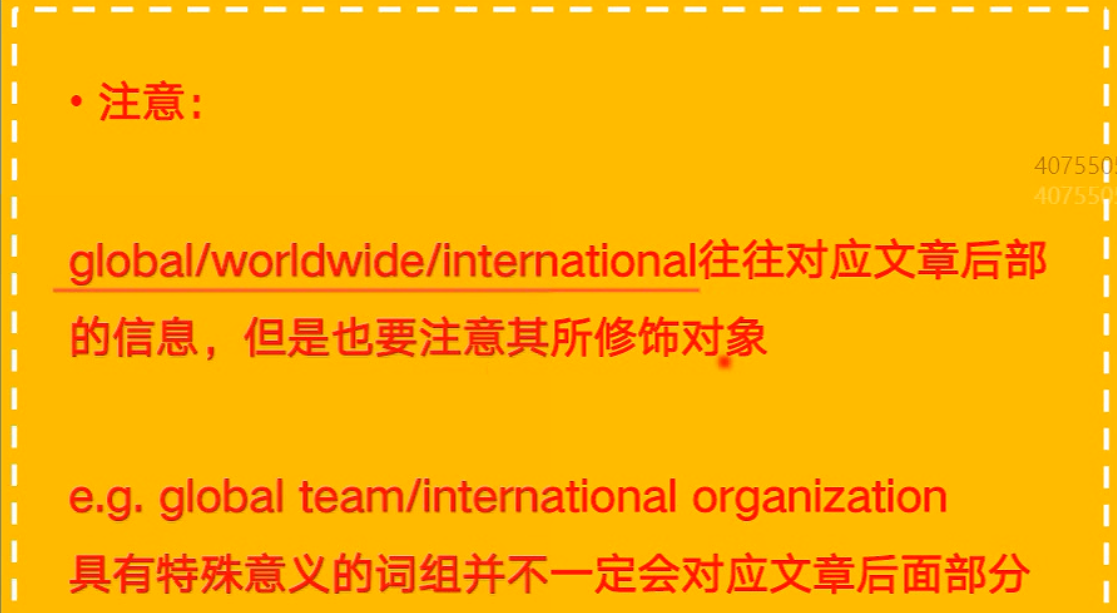 • 注意：
4075505
4075505
global/worldwide/international往往对应文章后部
的信息，但是也要注意其所修饰对象
e.g. global team/international organization
具有特殊意义的词组并不一定会对应文章后面部分